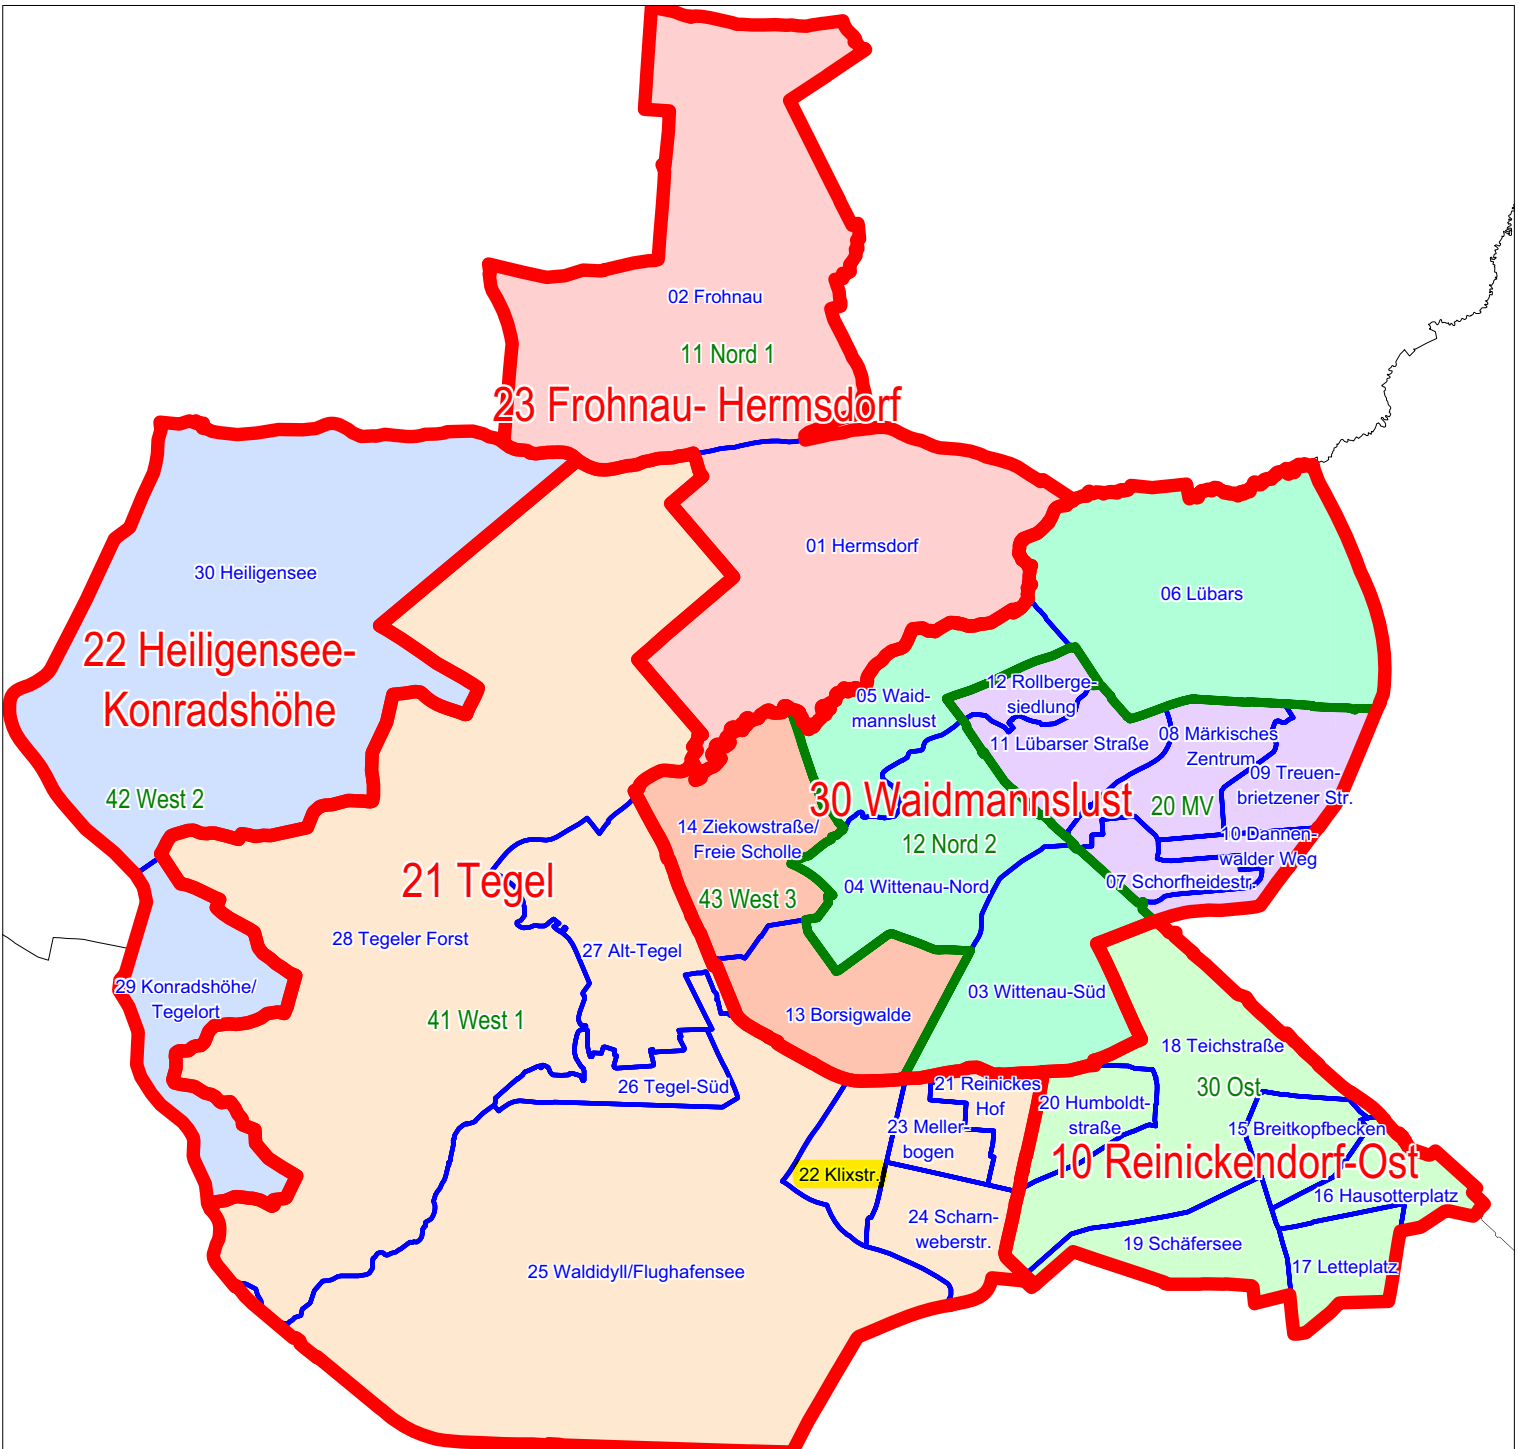 02 Frohnau
11 Nord 1
23 Frohnau- Hermsdorf
01 Hermsdorf
30 Heiligensee
06 Lübars
22 Heiligensee-
Konradshöhe
12 Rollberge-
siedlung
05 Waid-
mannslust
11 Lübarser Straße
08 Märkisches
Zentrum
09 Treuen-
brietzener Str.
42 West 2
30 Waidmannslust
20 MV
14 Ziekowstraße/
Freie Scholle
12 Nord 2
10 Dannen-
walder Weg
21 Tegel
07 Schorfheidestr.
04 Wittenau-Nord
43 West 3
28 Tegeler Forst
27 Alt-Tegel
29 Konradshöhe/
Tegelort
03 Wittenau-Süd
41 West 1
13 Borsigwalde
18 Teichstraße
26 Tegel-Süd
21 Reinickes
Hof
30 Ost
20 Humboldt-
straße
23 Meller-
bogen
15 Breitkopfbecken
10 Reinickendorf-Ost
22 Klixstr.
16 Hausotterplatz
24 Scharn-
weberstr.
19 Schäfersee
25 Waldidyll/Flughafensee
17 Letteplatz